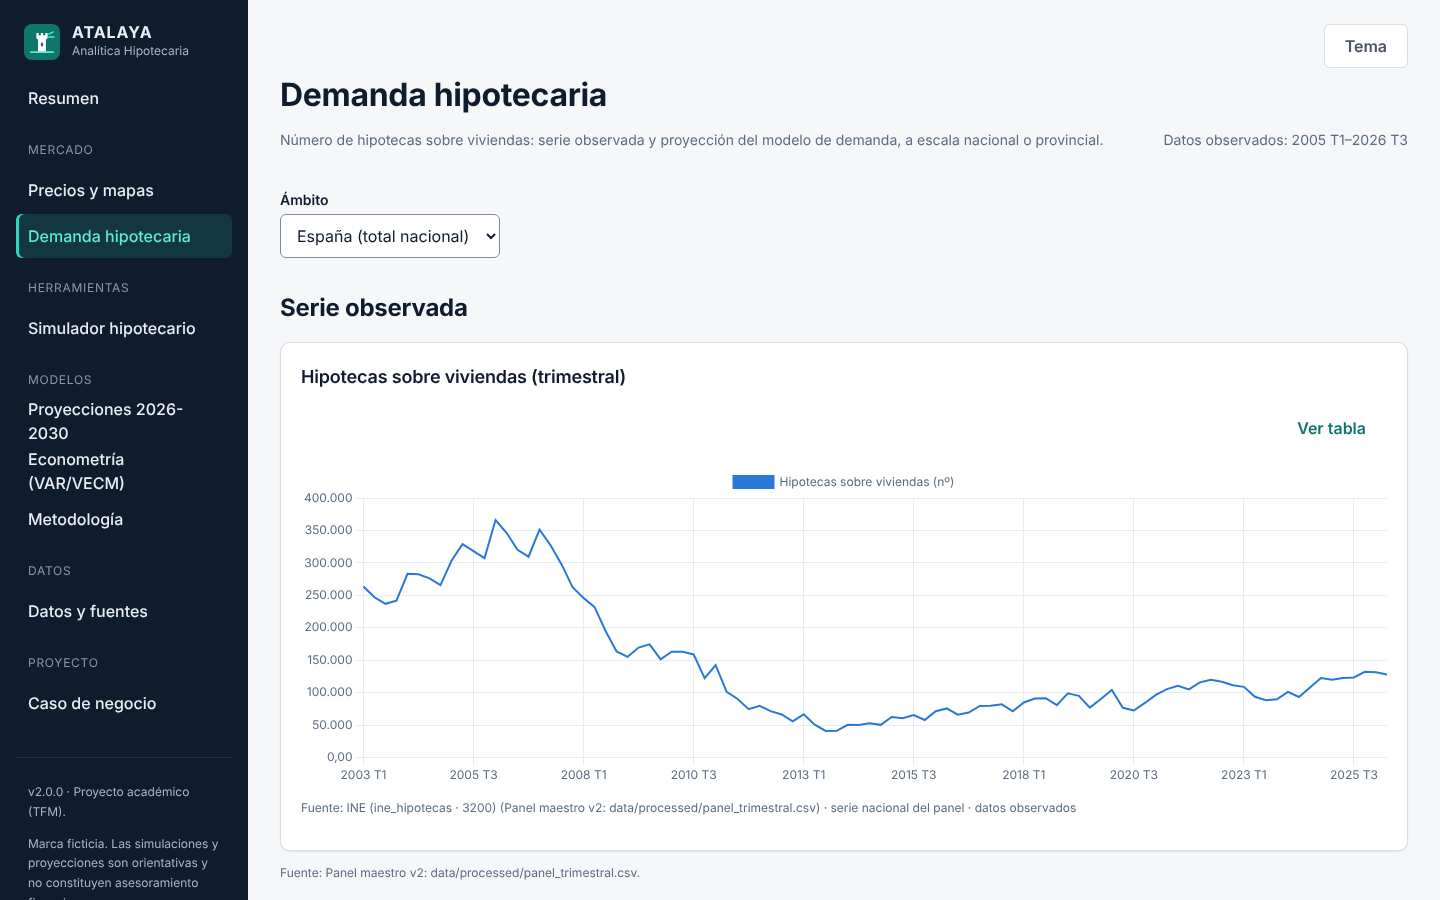 ATALAYA
Analítica Hipotecaria
Resumen
MERCADO
Precios y mapas
Demanda hipotecaria
HERRAMIENTAS
Simulador hipotecario
MODELOS
Proyecciones 2026-
2030
Econometría
(VAR/VECM)
Metodología
DATOS
Datos y fuentes
PROYECTO
Caso de negocio
v2.0.0 · Proyecto académico
(TFM).
Marca ficticia. Las simulaciones y
proyecciones son orientativas y
no constituyen asesoramiento
Tema
Demanda hipotecaria
Número de hipotecas sobre viviendas: serie observada y proyección del modelo de demanda, a escala nacional o provincial.
Datos observados: 2005 T1–2026 T3
Ámbito
España (total nacional)
Serie observada
Hipotecas sobre viviendas (trimestral)
Ver tabla
Hipotecas sobre viviendas (nº)
400.000
350.000
300.000
250.000
200.000
150.000
100.000
50.000
0,00
2003 T1 2005 T3 2008 T1 2010 T3 2013 T1 2015 T3 2018 T1 2020 T3 2023 T1 2025 T3
Fuente: INE (ine_hipotecas · 3200) (Panel maestro v2: data/processed/panel_trimestral.csv) · serie nacional del panel · datos observados
Fuente: Panel maestro v2: data/processed/panel_trimestral.csv.